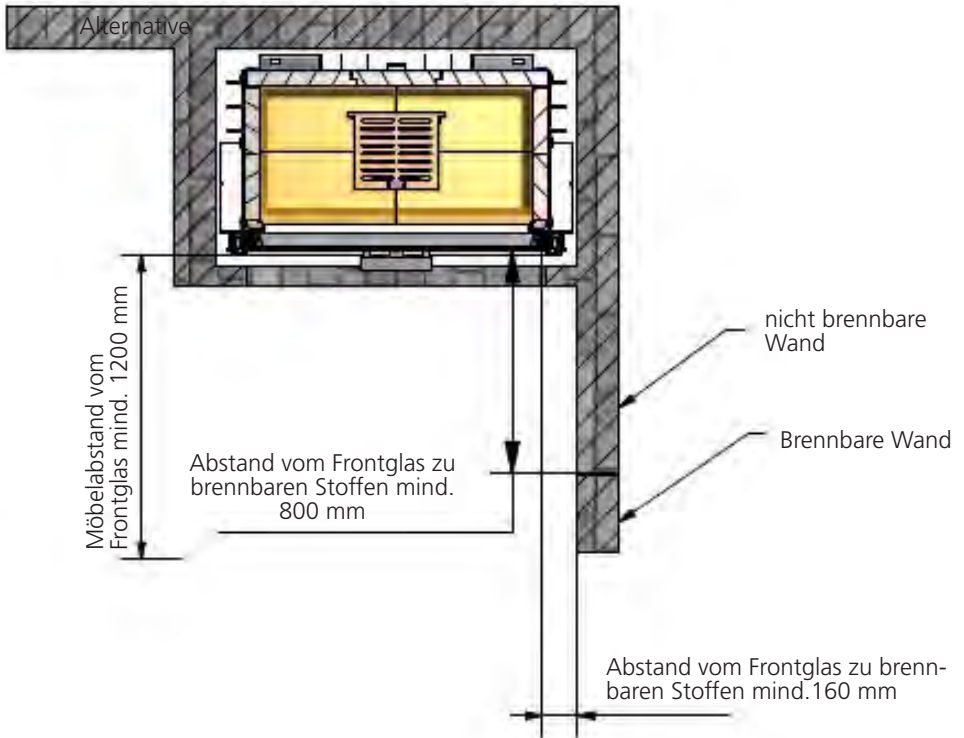 Alternative
Möbelabstand vom
Frontglas mind. 1200 mm
nicht brennbare
Wand
Brennbare Wand
Abstand vom Frontglas zu
brennbaren Stoffen mind.
800 mm
Abstand vom Frontglas zu brenn-
baren Stoffen mind.160 mm